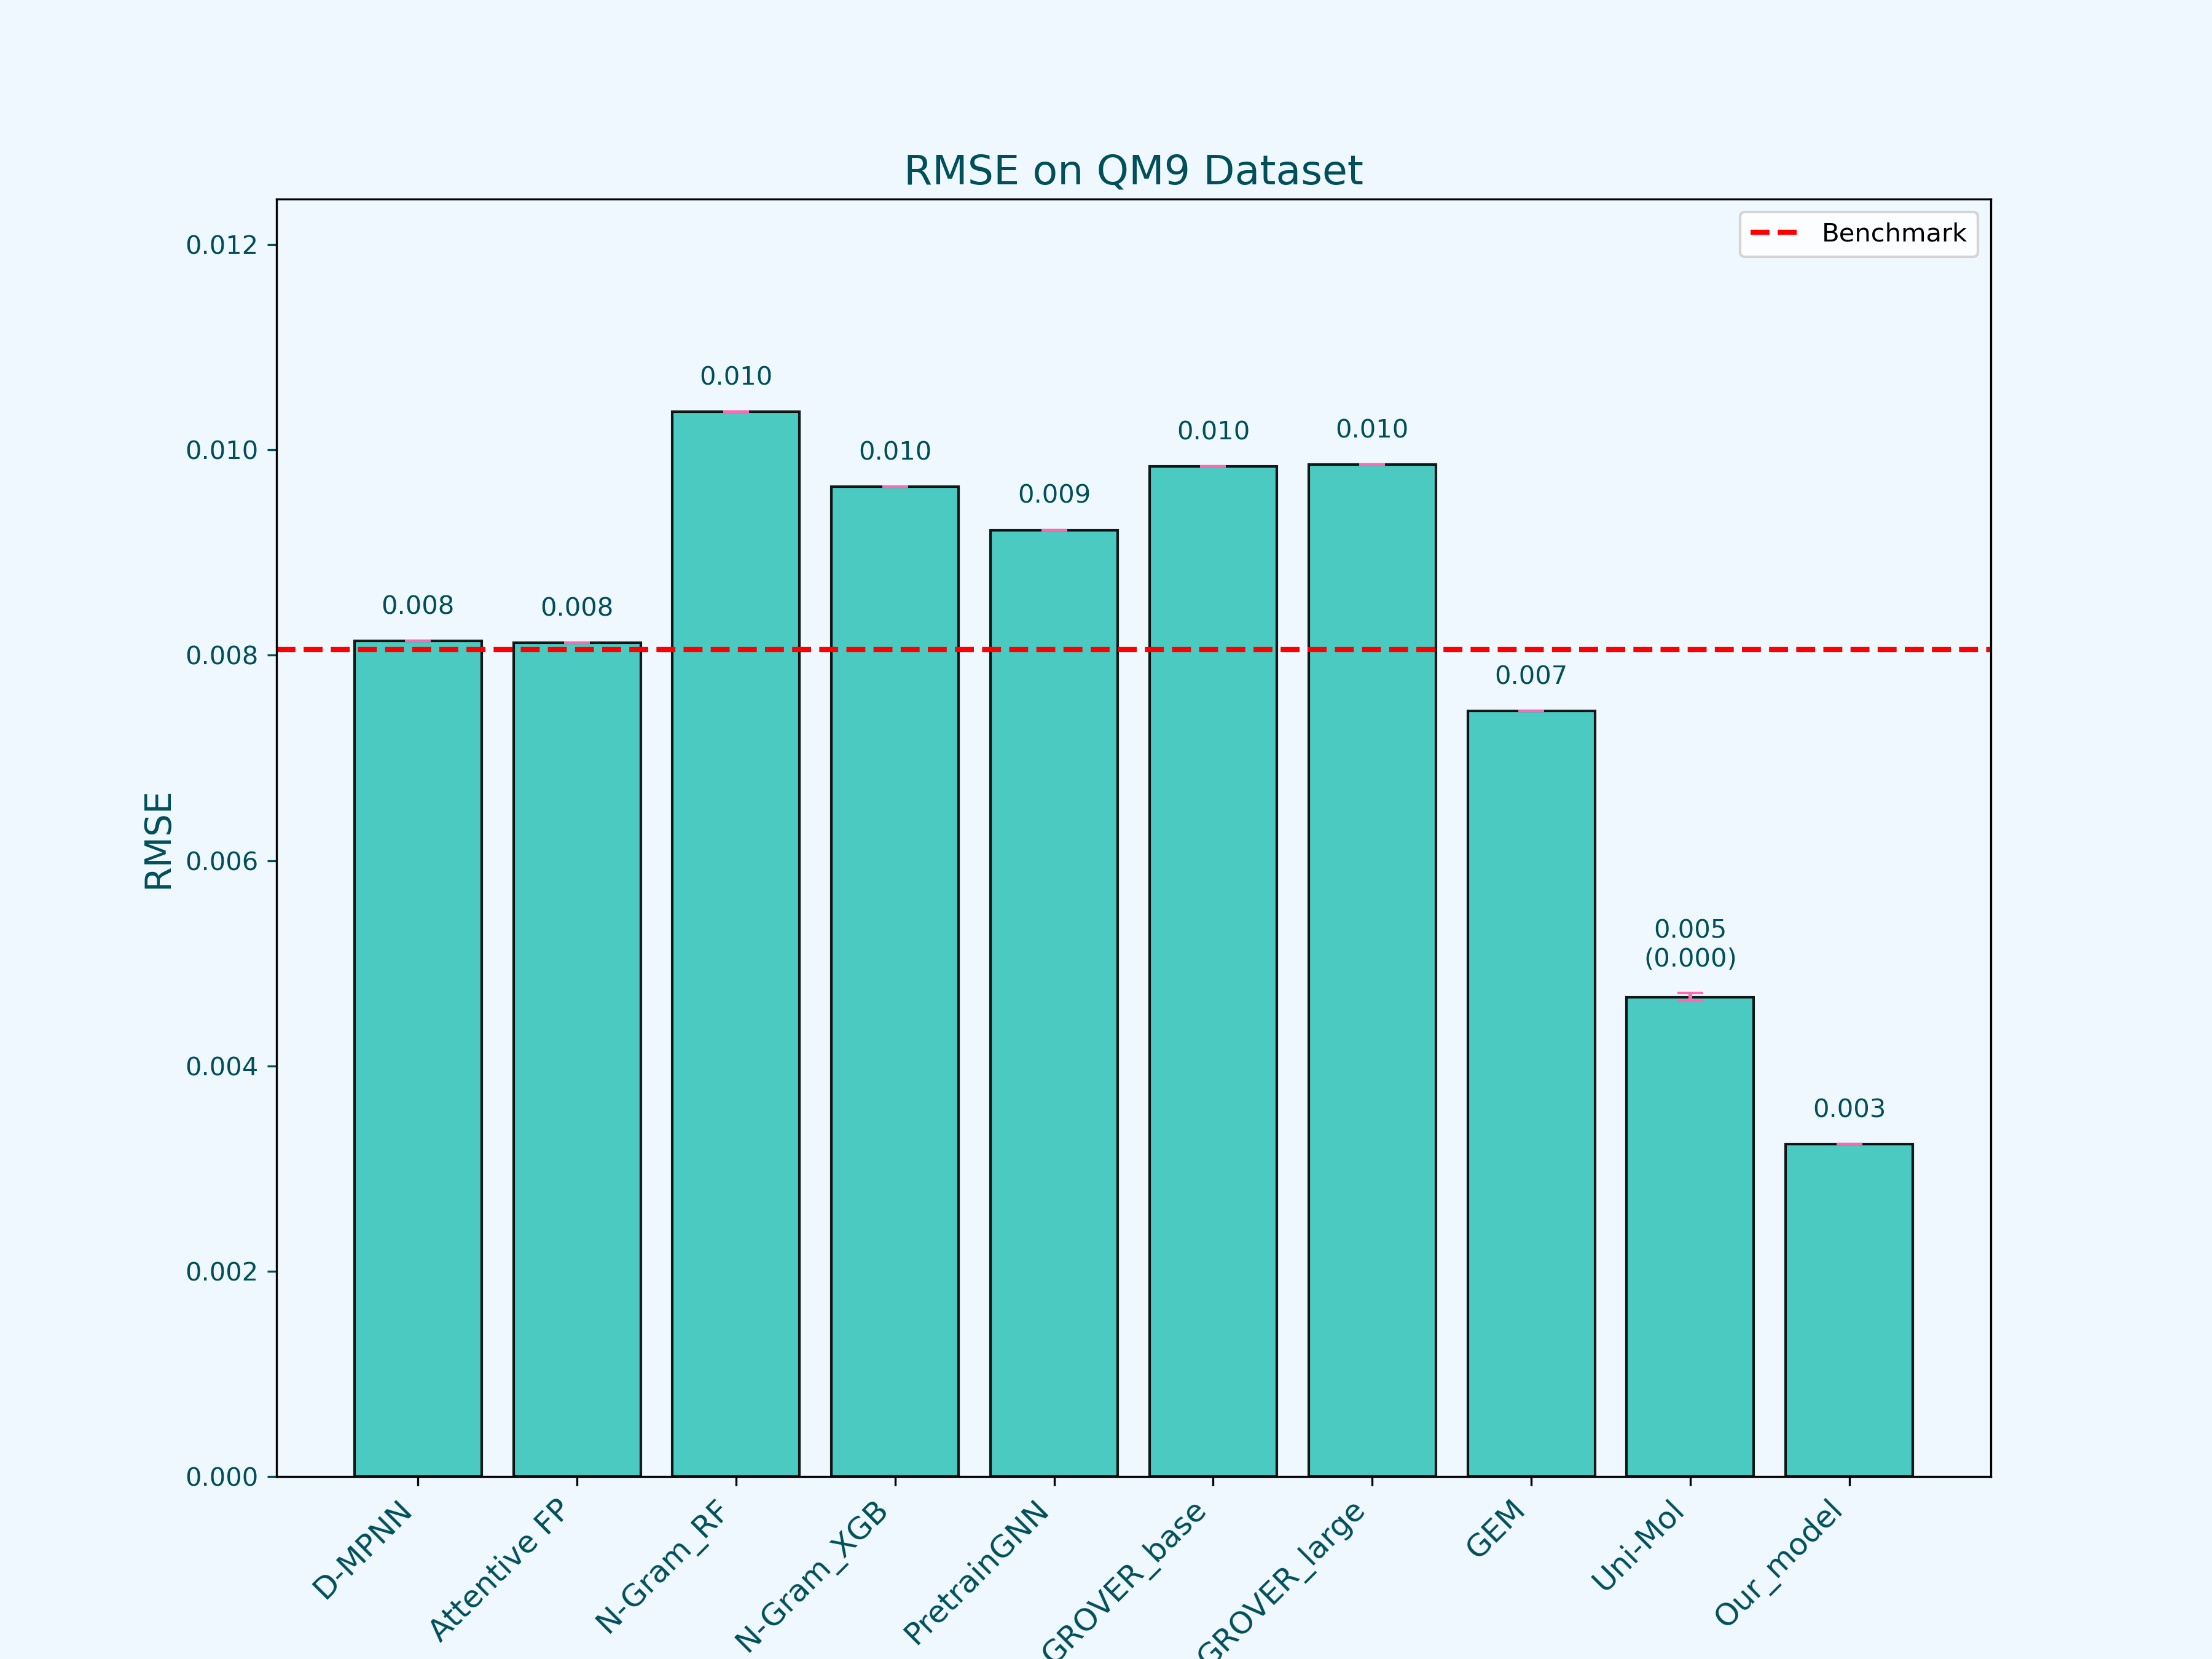 RMSE on QM9 Dataset
Benchmark
RMSE
0.012
0.010
0.008
0.006
0.004
0.002
0.000
0.008
0.008
0.010
0.010
0.009
0.010
0.010
0.007
0.005
(0.000)
0.003
D-MPNN
Attentive FP
N-Gram_RF
N-Gram_XGB
PretrainGNN
GROVER_base
GROVER_large
GEM
Uni-Mol
Our_model